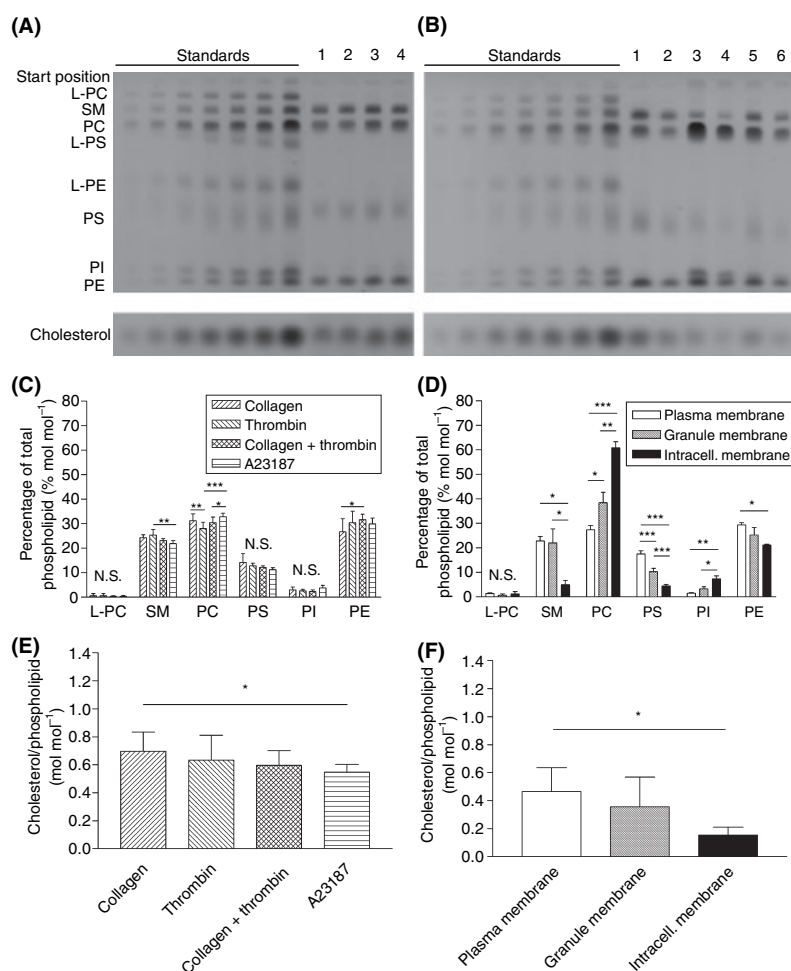 (A)
Standards 1 2 3 4
Start position
L-PC
SM
PC
L-PS
L-PE
PS
PI
PE
Cholesterol
(B)
Standards 1 2 3 4 5 6
(C)
Percentage of total
phospholipid (% mol mol⁻¹)
80
70
60
50
40
30
20
10
0
Collagen
Thrombin
Collagen + thrombin
A23187
N.S.
**
**
***
*
N.S.
N.S.
*
L-PC SM PC PS PI PE
(D)
Percentage of total
phospholipid (% mol mol⁻¹)
80
70
60
50
40
30
20
10
0
Plasma membrane
Granule membrane
Intracell. membrane
N.S.
*
*
***
**
*
***
***
***
**
*
*
L-PC SM PC PS PI PE
(E)
Cholesterol/phospholipid
(mol mol⁻¹)
1.4
1.2
1.0
0.8
0.6
0.4
0.2
0.0
*
Collagen
Thrombin
Collagen + thrombin
A23187
(F)
Cholesterol/phospholipid
(mol mol⁻¹)
1.4
1.2
1.0
0.8
0.6
0.4
0.2
0.0
*
Plasma membrane
Granule membrane
Intracell. membrane